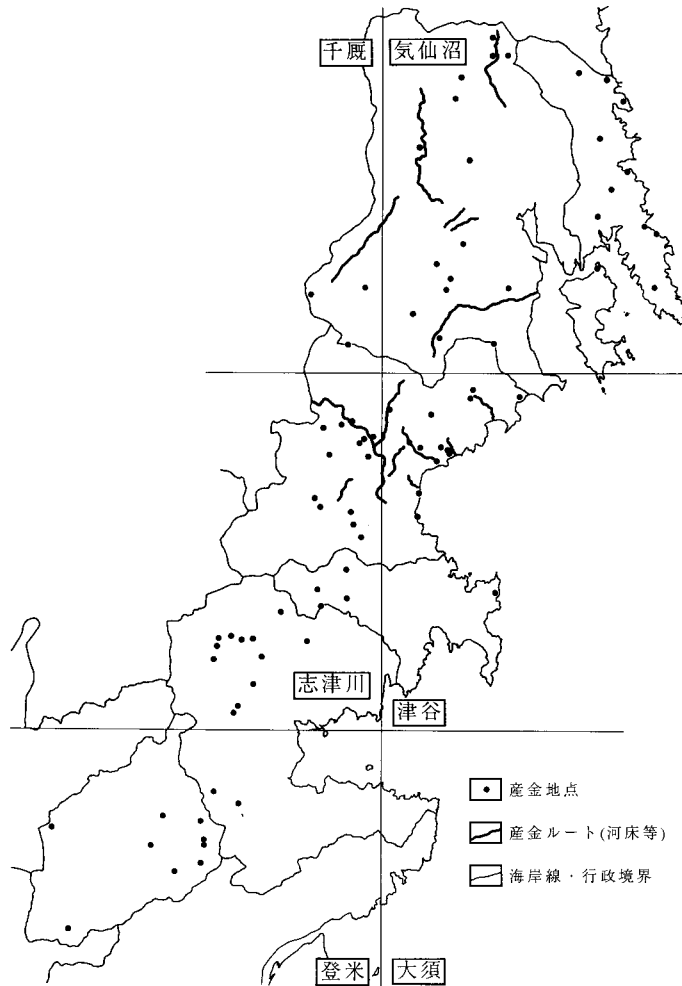 千厩
気仙沼
志津川
津谷
産金地点
産金ルート(河床等)
海岸線・行政境界
登米
大須